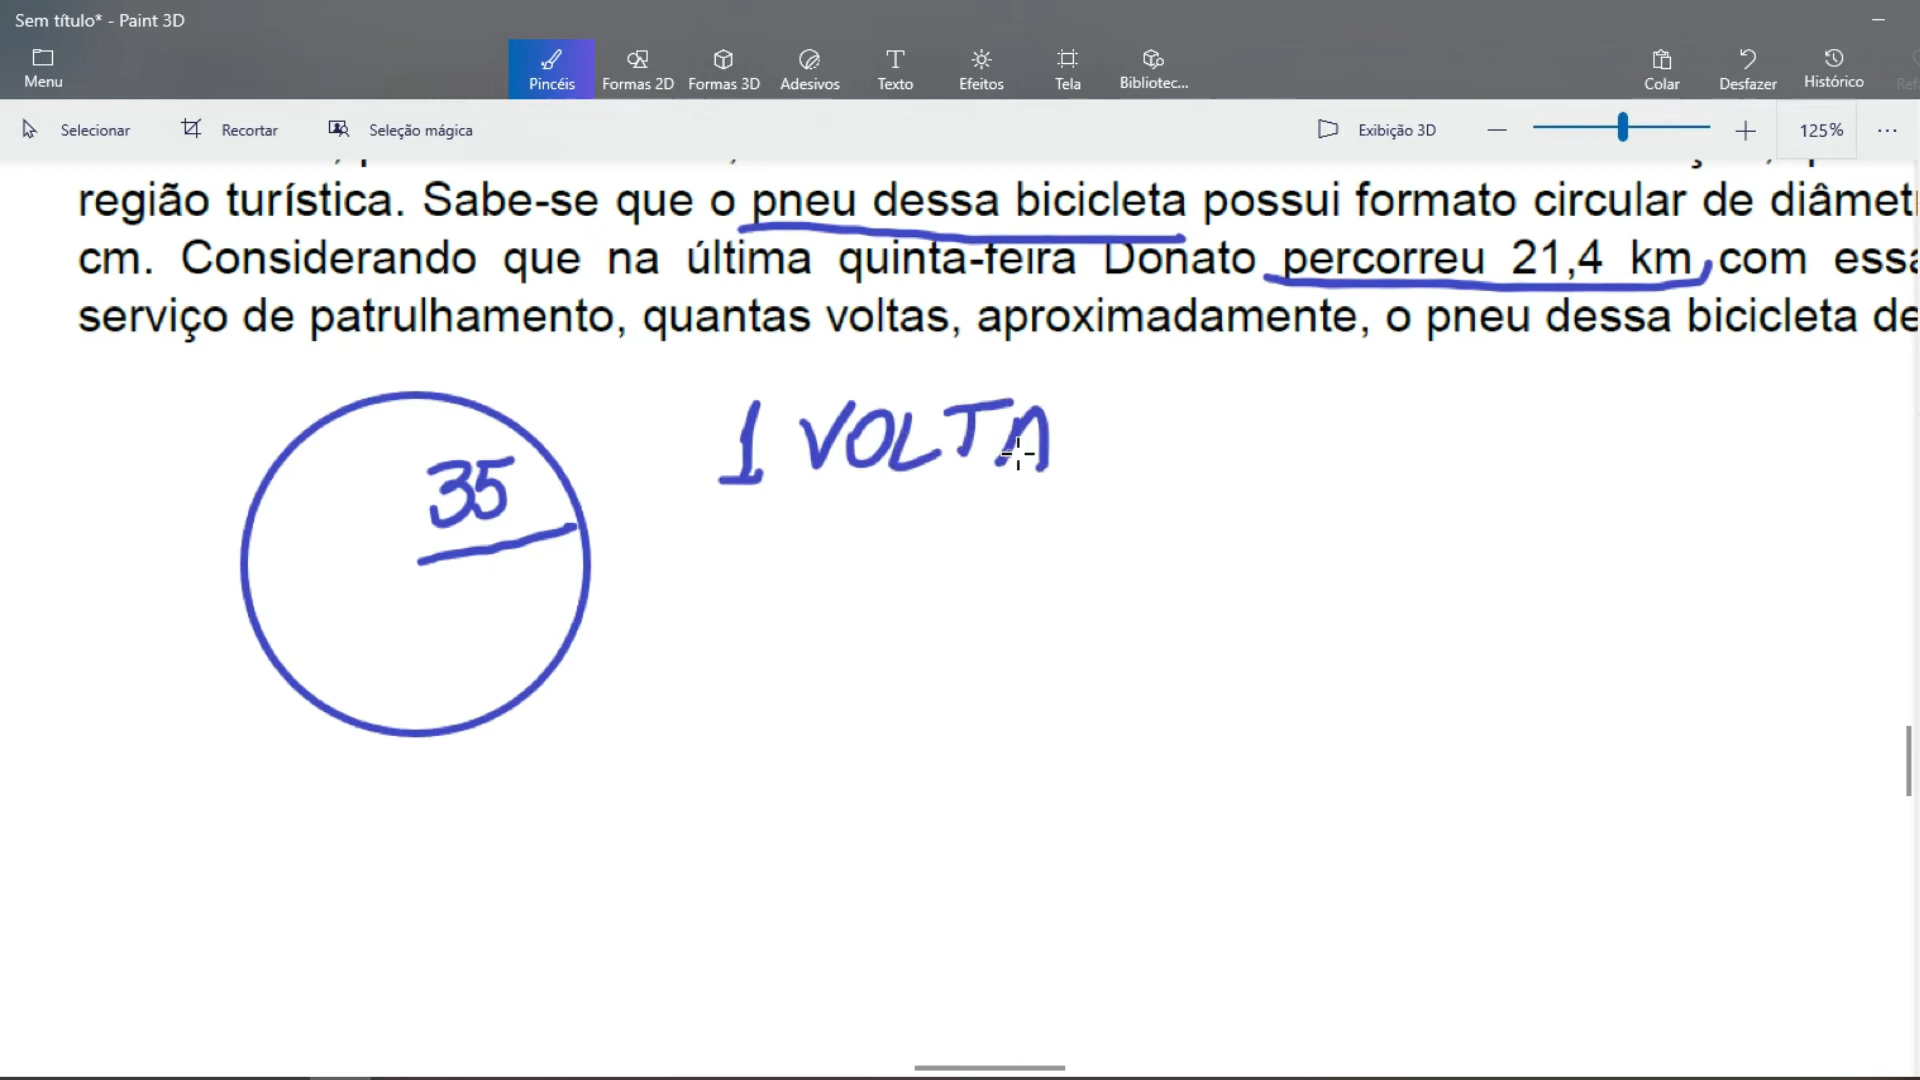 Sem título* - Paint 3D
Menu
Pincéis
Formas 2D
Formas 3D
Adesivos
Texto
Efeitos
Tela
Bibliotec...
Colar
Desfazer
Histórico
Selecionar
Recortar
Seleção mágica
Exibição 3D
125%
região turística. Sabe-se que o pneu dessa bicicleta possui formato circular de diâmet
cm. Considerando que na última quinta-feira Donato percorreu 21,4 km com ess
serviço de patrulhamento, quantas voltas, aproximadamente, o pneu dessa bicicleta de
35
1 VOLTA